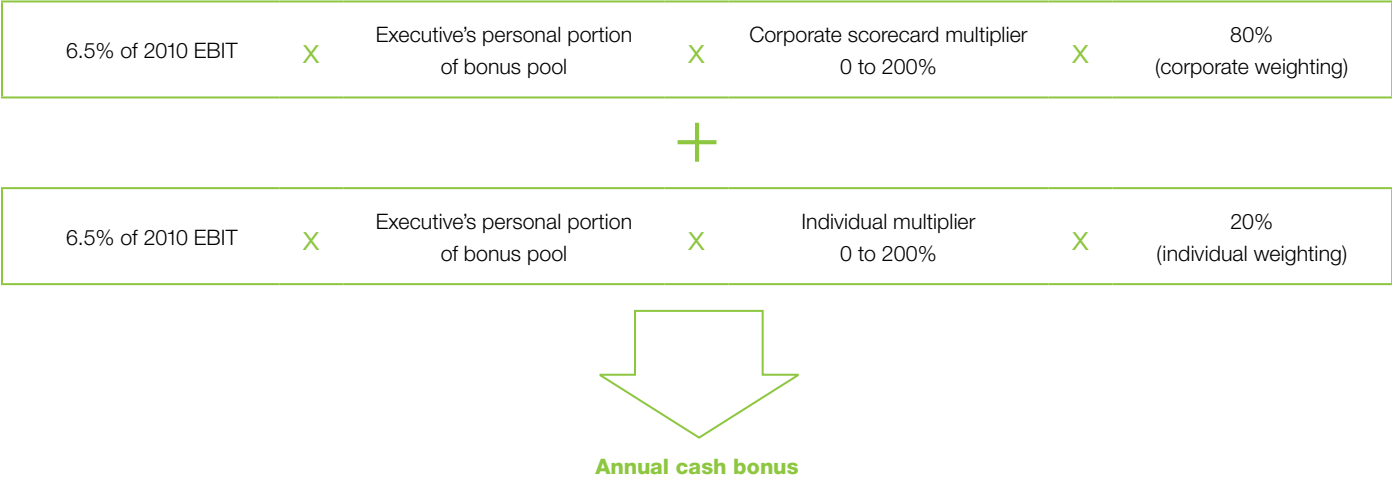 6.5% of 2010 EBIT X Executive's personal portion of bonus pool X Corporate scorecard multiplier 0 to 200% X 80% (corporate weighting)
+
6.5% of 2010 EBIT X Executive's personal portion of bonus pool X Individual multiplier 0 to 200% X 20% (individual weighting)
Annual cash bonus